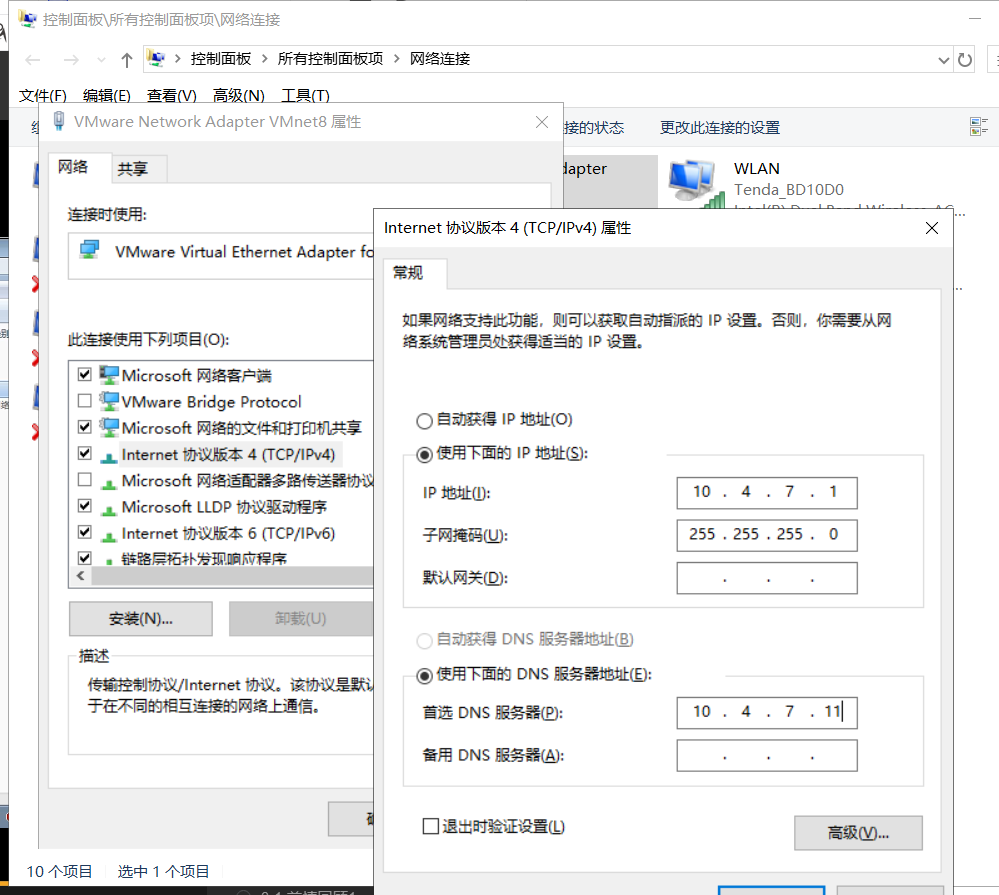 控制面板\所有控制面板项\网络连接
控制面板 > 所有控制面板项 > 网络连接
文件(F) 编辑(E) 查看(V) 高级(N) 工具(T)
接的状态 更改此连接的设置
VMware Network Adapter VMnet8 属性
网络 共享
连接时使用:
VMware Virtual Ethernet Adapter fo
此连接使用下列项目(O):
Microsoft 网络客户端
VMware Bridge Protocol
Microsoft 网络的文件和打印机共享
Internet 协议版本 4 (TCP/IPv4)
Microsoft 网络适配器多路传送器协议
Microsoft LLDP 协议驱动程序
Internet 协议版本 6 (TCP/IPv6)
链路层拓扑发现响应程序
安装(N)... 卸载(U)
描述
传输控制协议/Internet 协议。该协议是默认
于在不同的相互连接的网络上通信。
dapter
WLAN
Tenda_BD10D0
Internet 协议版本 4 (TCP/IPv4) 属性
常规
如果网络支持此功能，则可以获取自动指派的 IP 设置。否则，你需要从网
络系统管理员处获得适当的 IP 设置。
自动获得 IP 地址(O)
使用下面的 IP 地址(S):
IP 地址(I): 10 . 4 . 7 . 1
子网掩码(U): 255 . 255 . 255 . 0
默认网关(D): . . .
自动获得 DNS 服务器地址(B)
使用下面的 DNS 服务器地址(E):
首选 DNS 服务器(P): 10 . 4 . 7 . 11
备用 DNS 服务器(A): . . .
退出时验证设置(L)
高级(V)...
10 个项目 选中 1 个项目